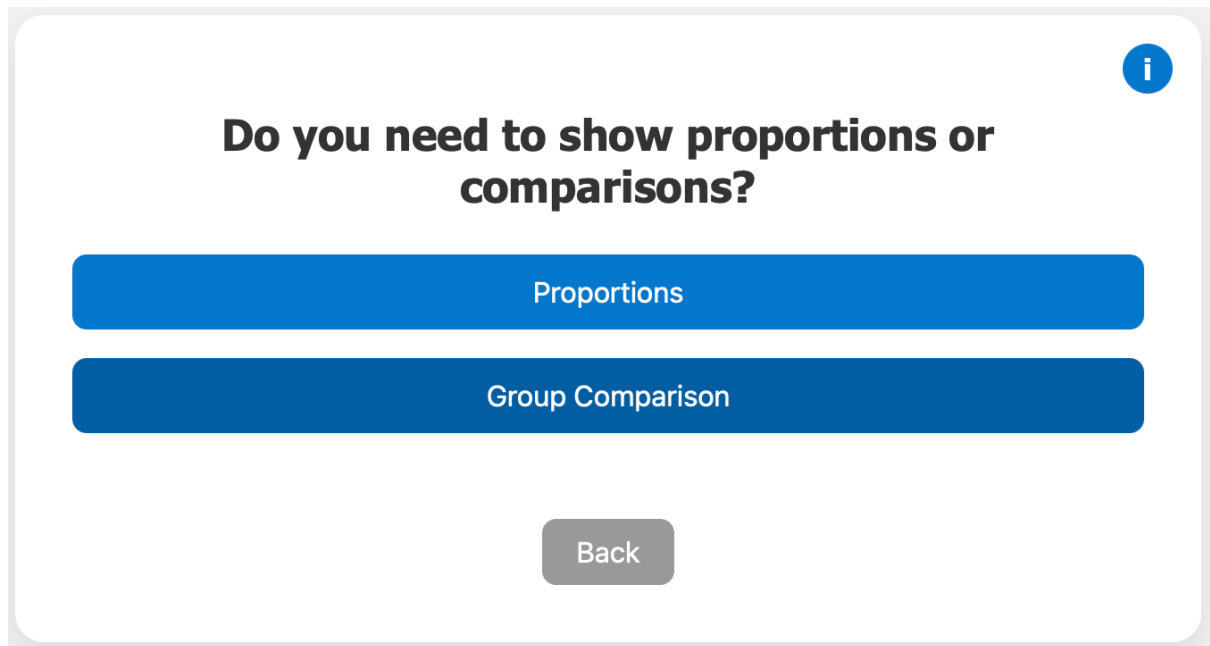 i
Do you need to show proportions or
comparisons?
Proportions
Group Comparison
Back